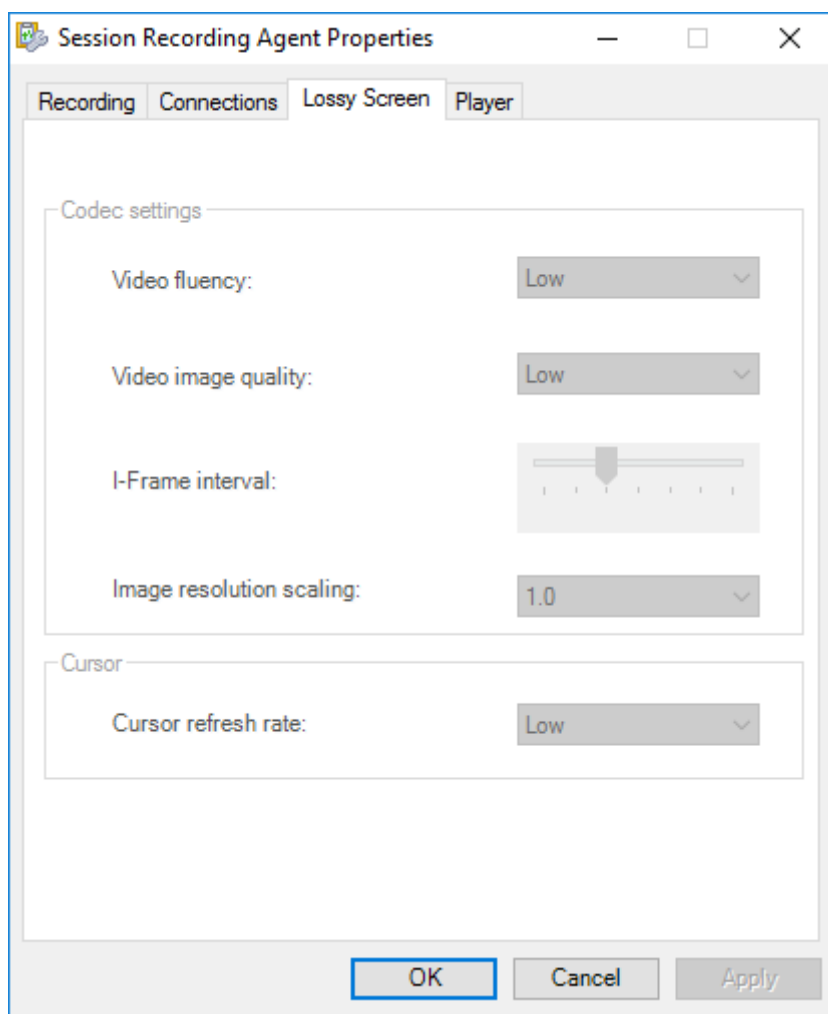 Session Recording Agent Properties
Recording Connections Lossy Screen Player
Codec settings
Video fluency: Low
Video image quality: Low
I-Frame interval:
Image resolution scaling: 1.0
Cursor
Cursor refresh rate: Low
OK Cancel Apply